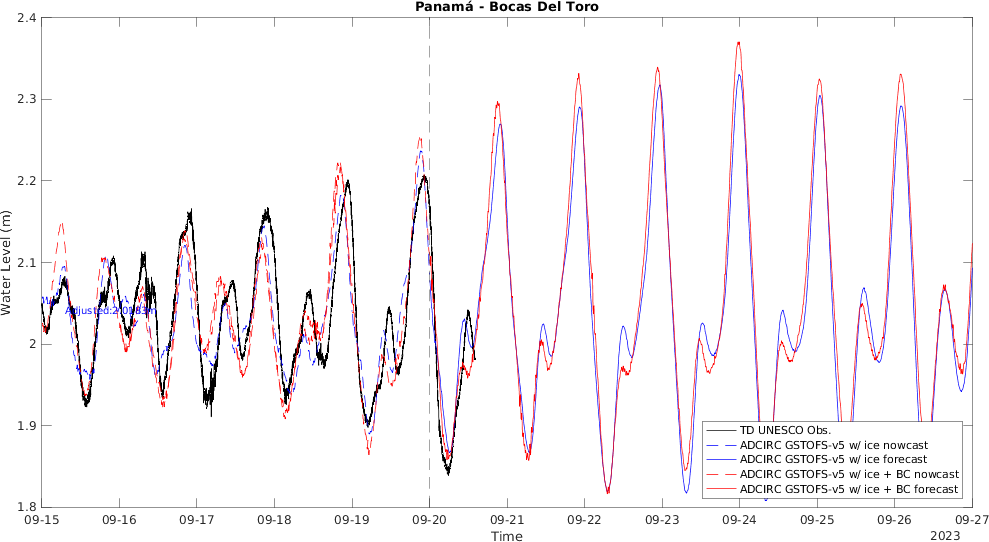 Panamá - Bocas Del Toro
Water Level (m)
2.4
2.3
2.2
2.1
2
1.9
1.8
TD UNESCO Obs.
ADCIRC GSTOFS-v5 w/ ice nowcast
ADCIRC GSTOFS-v5 w/ ice forecast
ADCIRC GSTOFS-v5 w/ ice + BC nowcast
ADCIRC GSTOFS-v5 w/ ice + BC forecast
09-15 09-16 09-17 09-18 09-19 09-20 09-21 09-22 09-23 09-24 09-25 09-26 09-27
Time
2023